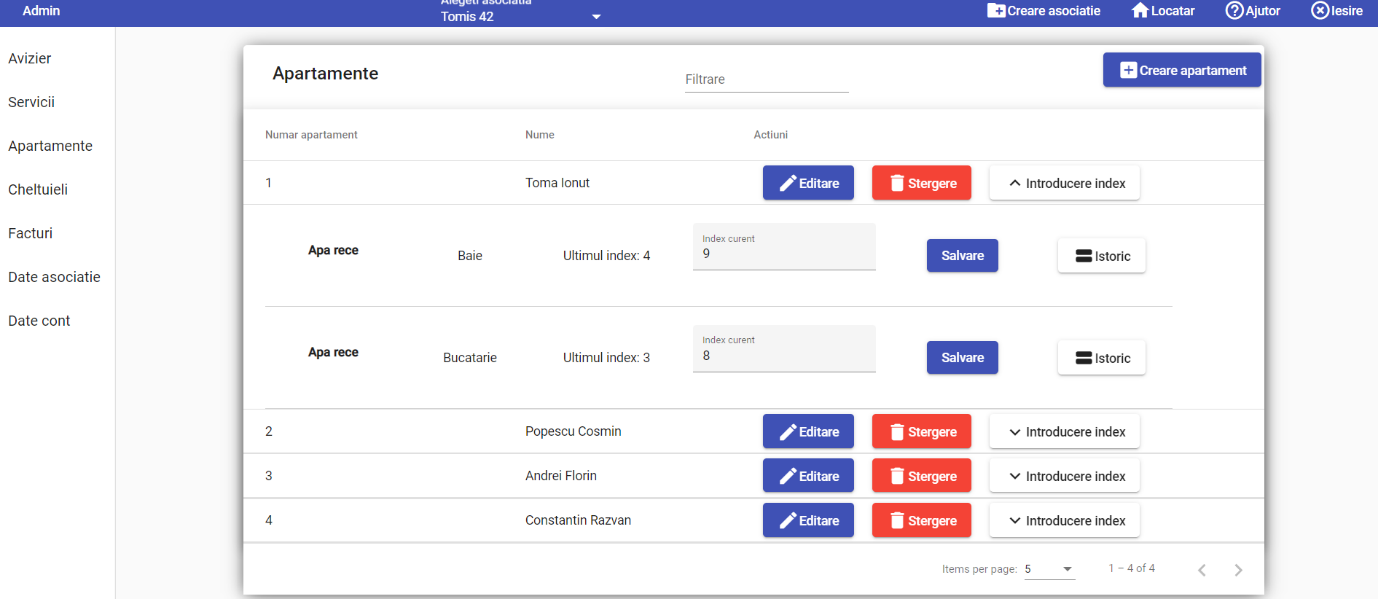 Admin
Alegeti asociatia
Tomis 42
Creare asociatie
Locatar
Ajutor
Iesire
Avizier
Servicii
Apartamente
Cheltuieli
Facturi
Date asociatie
Date cont
Apartamente
Filtrare
Creare apartament
Numar apartament Nume Actiuni
1 Toma Ionut Editare Stergere Introducere index
Apa rece Baie Ultimul index: 4 Index curent 9 Salvare Istoric
Apa rece Bucatarie Ultimul index: 3 Index curent 8 Salvare Istoric
2 Popescu Cosmin Editare Stergere Introducere index
3 Andrei Florin Editare Stergere Introducere index
4 Constantin Razvan Editare Stergere Introducere index
Items per page: 5 1 – 4 of 4